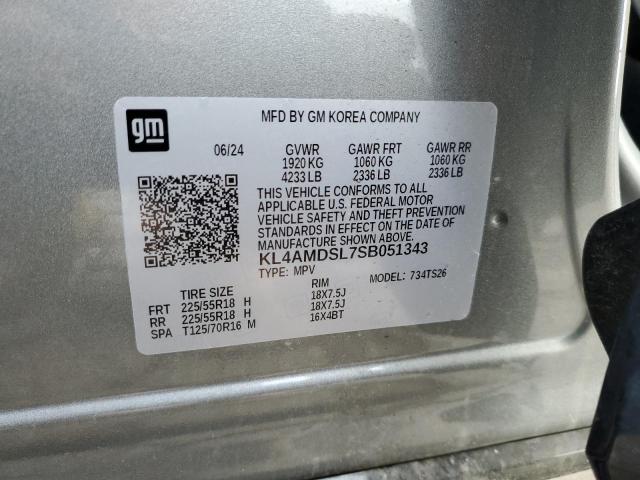 gm
MFD BY GM KOREA COMPANY
06/24 GVWR GAWR FRT GAWR RR
1920 KG 1060 KG 1060 KG
4233 LB 2336 LB 2336 LB
THIS VEHICLE CONFORMS TO ALL
APPLICABLE U.S. FEDERAL MOTOR
VEHICLE SAFETY AND THEFT PREVENTION
STANDARDS IN EFFECT ON THE DATE OF
MANUFACTURE SHOWN ABOVE.
KL4AMDSL7SB051343
TYPE: MPV MODEL: 734TS26
TIRE SIZE RIM
FRT 225/55R18 H 18X7.5J
RR 225/55R18 H 18X7.5J
SPA T125/70R16 M 16X4BT